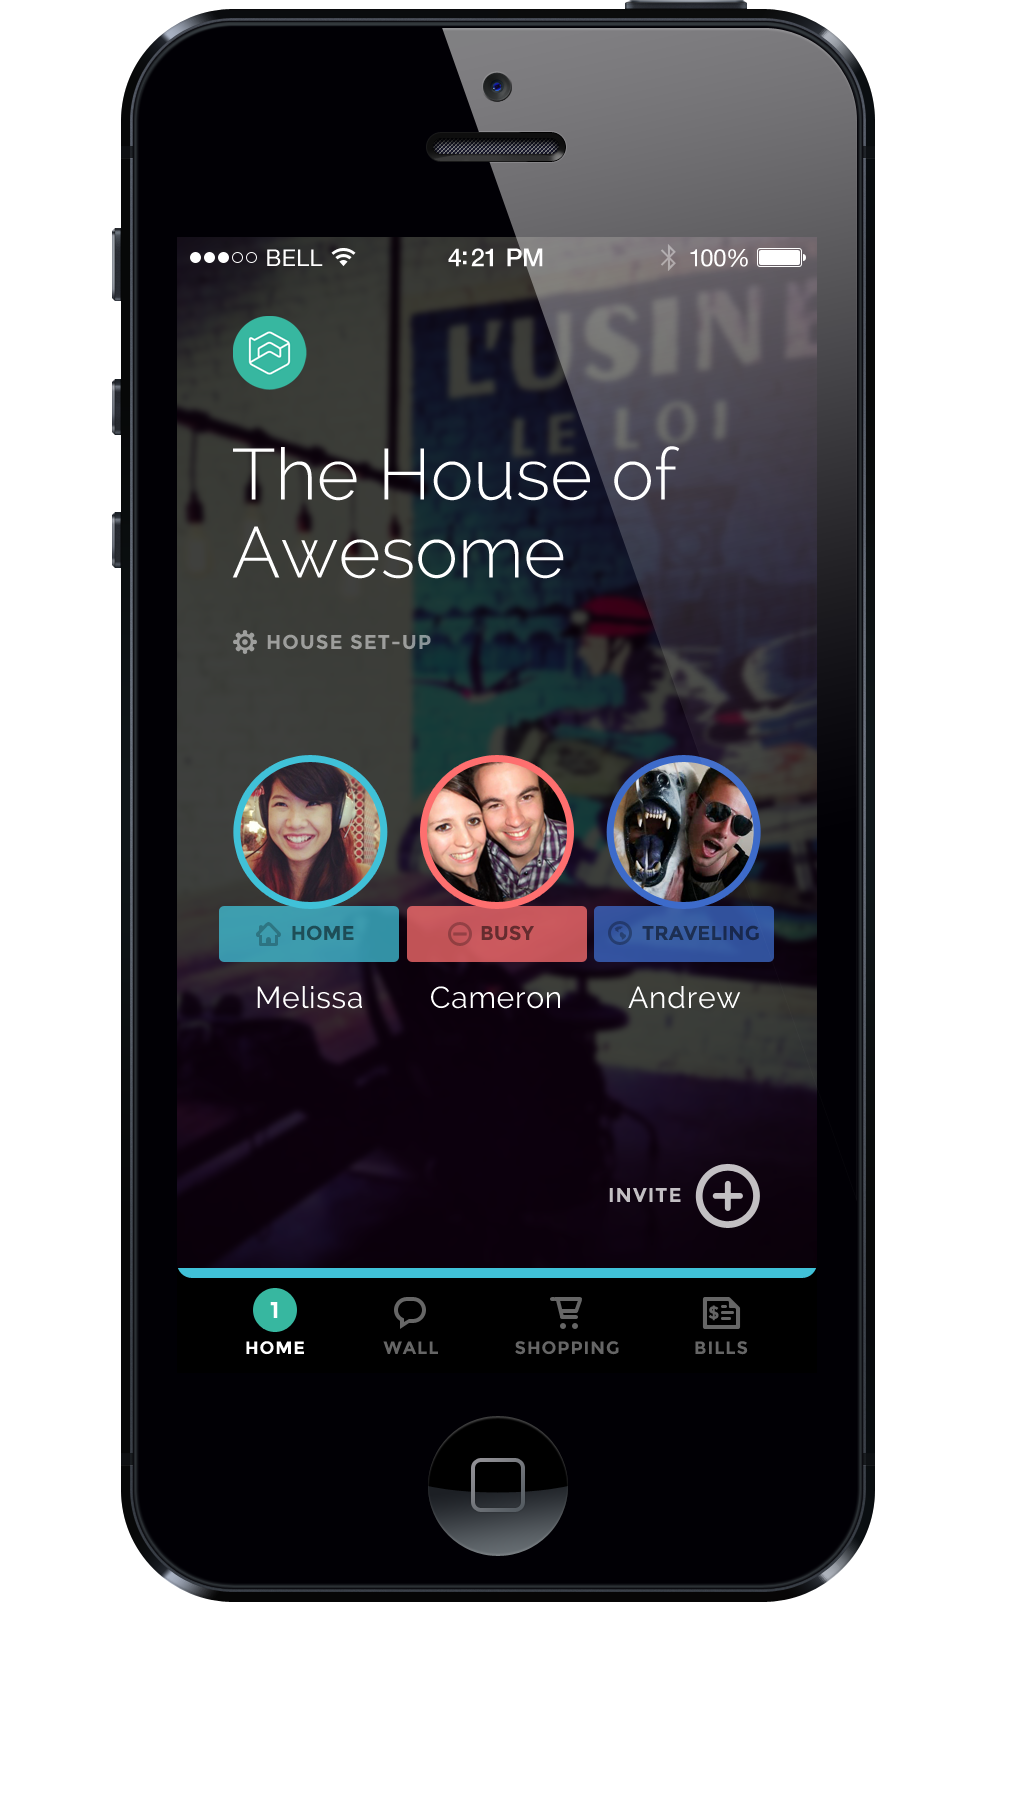 BELL 4:21 PM 100%
L'USINE
LE LOI
The House of
Awesome
HOUSE SET-UP
HOME BUSY TRAVELING
Melissa Cameron Andrew
INVITE
1
HOME WALL SHOPPING BILLS